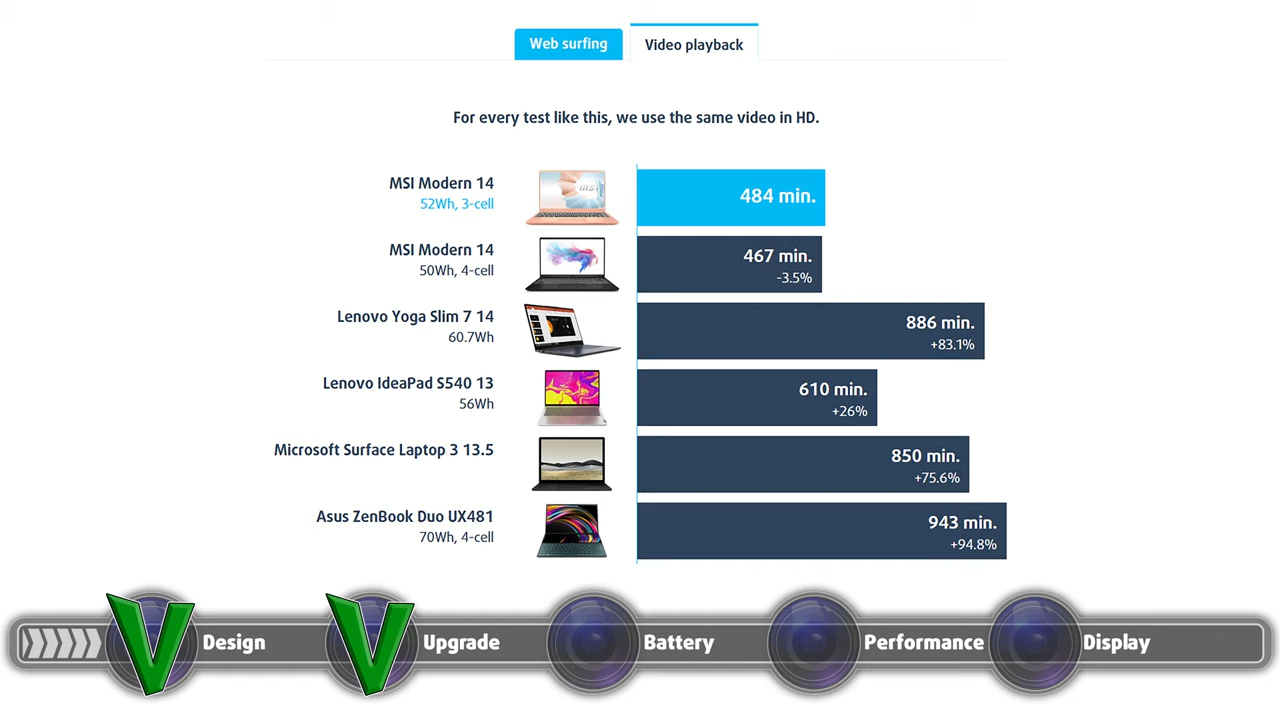 Web surfing
Video playback
For every test like this, we use the same video in HD.
MSI Modern 14
52Wh, 3-cell
484 min.
MSI Modern 14
50Wh, 4-cell
467 min.
-3.5%
Lenovo Yoga Slim 7 14
60.7Wh
886 min.
+83.1%
Lenovo IdeaPad S540 13
56Wh
610 min.
+26%
Microsoft Surface Laptop 3 13.5
850 min.
+75.6%
Asus ZenBook Duo UX481
70Wh, 4-cell
943 min.
+94.8%
Design
Upgrade
Battery
Performance
Display